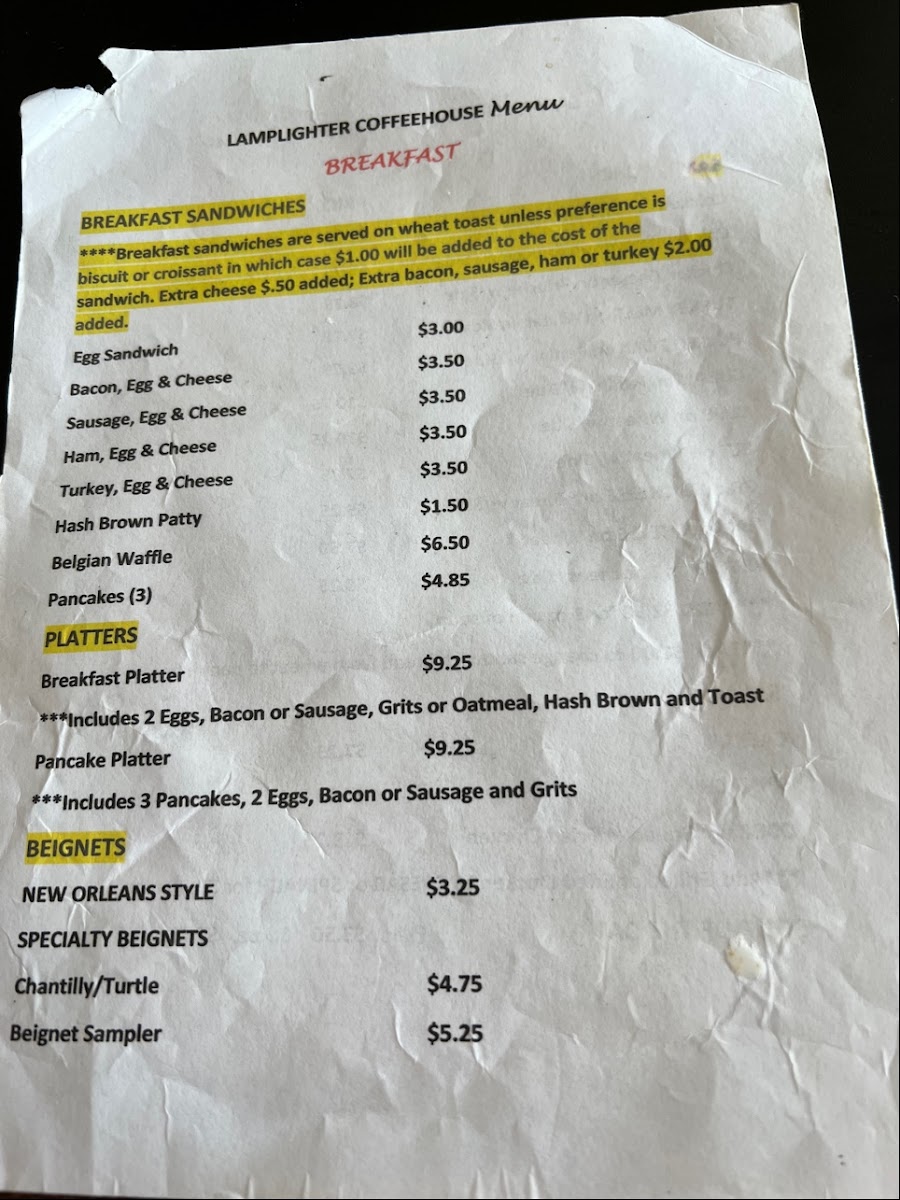 LAMPLIGHTER COFFEEHOUSE Menu
BREAKFAST
BREAKFAST SANDWICHES
****Breakfast sandwiches are served on wheat toast unless preference is
biscuit or croissant in which case $1.00 will be added to the cost of the
sandwich. Extra cheese $.50 added; Extra bacon, sausage, ham or turkey $2.00
added.
Egg Sandwich $3.00
Bacon, Egg & Cheese $3.50
Sausage, Egg & Cheese $3.50
Ham, Egg & Cheese $3.50
Turkey, Egg & Cheese $3.50
Hash Brown Patty $1.50
Belgian Waffle $6.50
Pancakes (3) $4.85
PLATTERS
Breakfast Platter $9.25
***Includes 2 Eggs, Bacon or Sausage, Grits or Oatmeal, Hash Brown and Toast
Pancake Platter $9.25
***Includes 3 Pancakes, 2 Eggs, Bacon or Sausage and Grits
BEIGNETS
NEW ORLEANS STYLE $3.25
SPECIALTY BEIGNETS
Chantilly/Turtle $4.75
Beignet Sampler $5.25